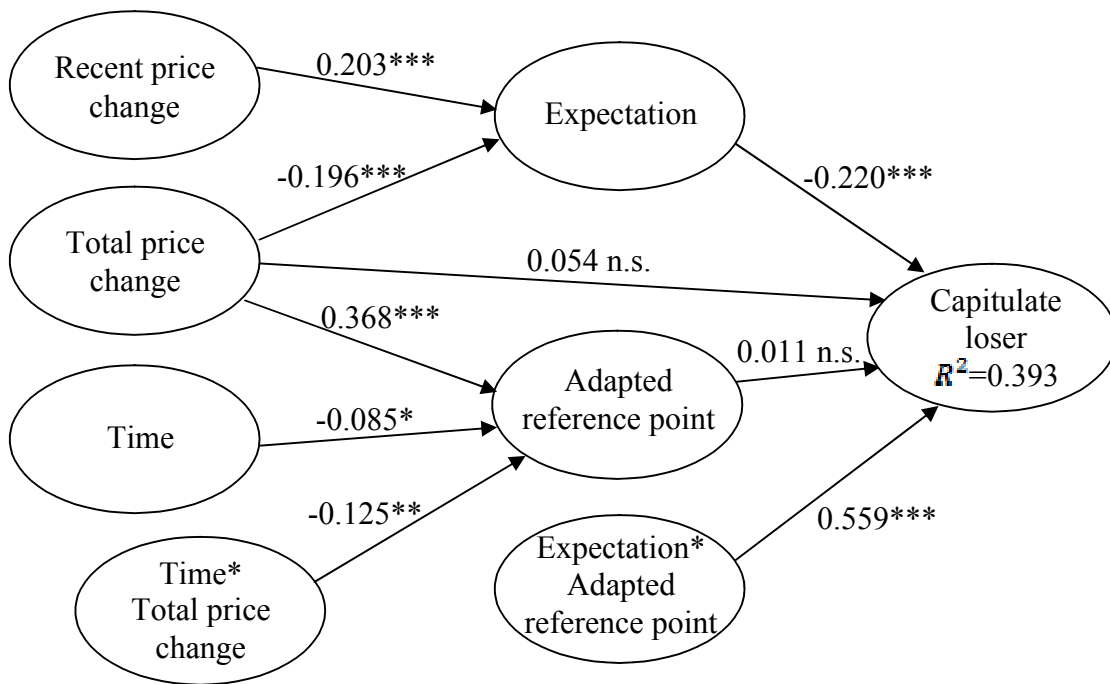 Recent price
change
0.203***
Expectation
-0.196***
-0.220***
Total price
change
0.054 n.s.
0.368***
Capitulate
loser
R²=0.393
0.011 n.s.
Adapted
reference point
Time
-0.085*
-0.125**
0.559***
Time*
Total price
change
Expectation*
Adapted
reference point